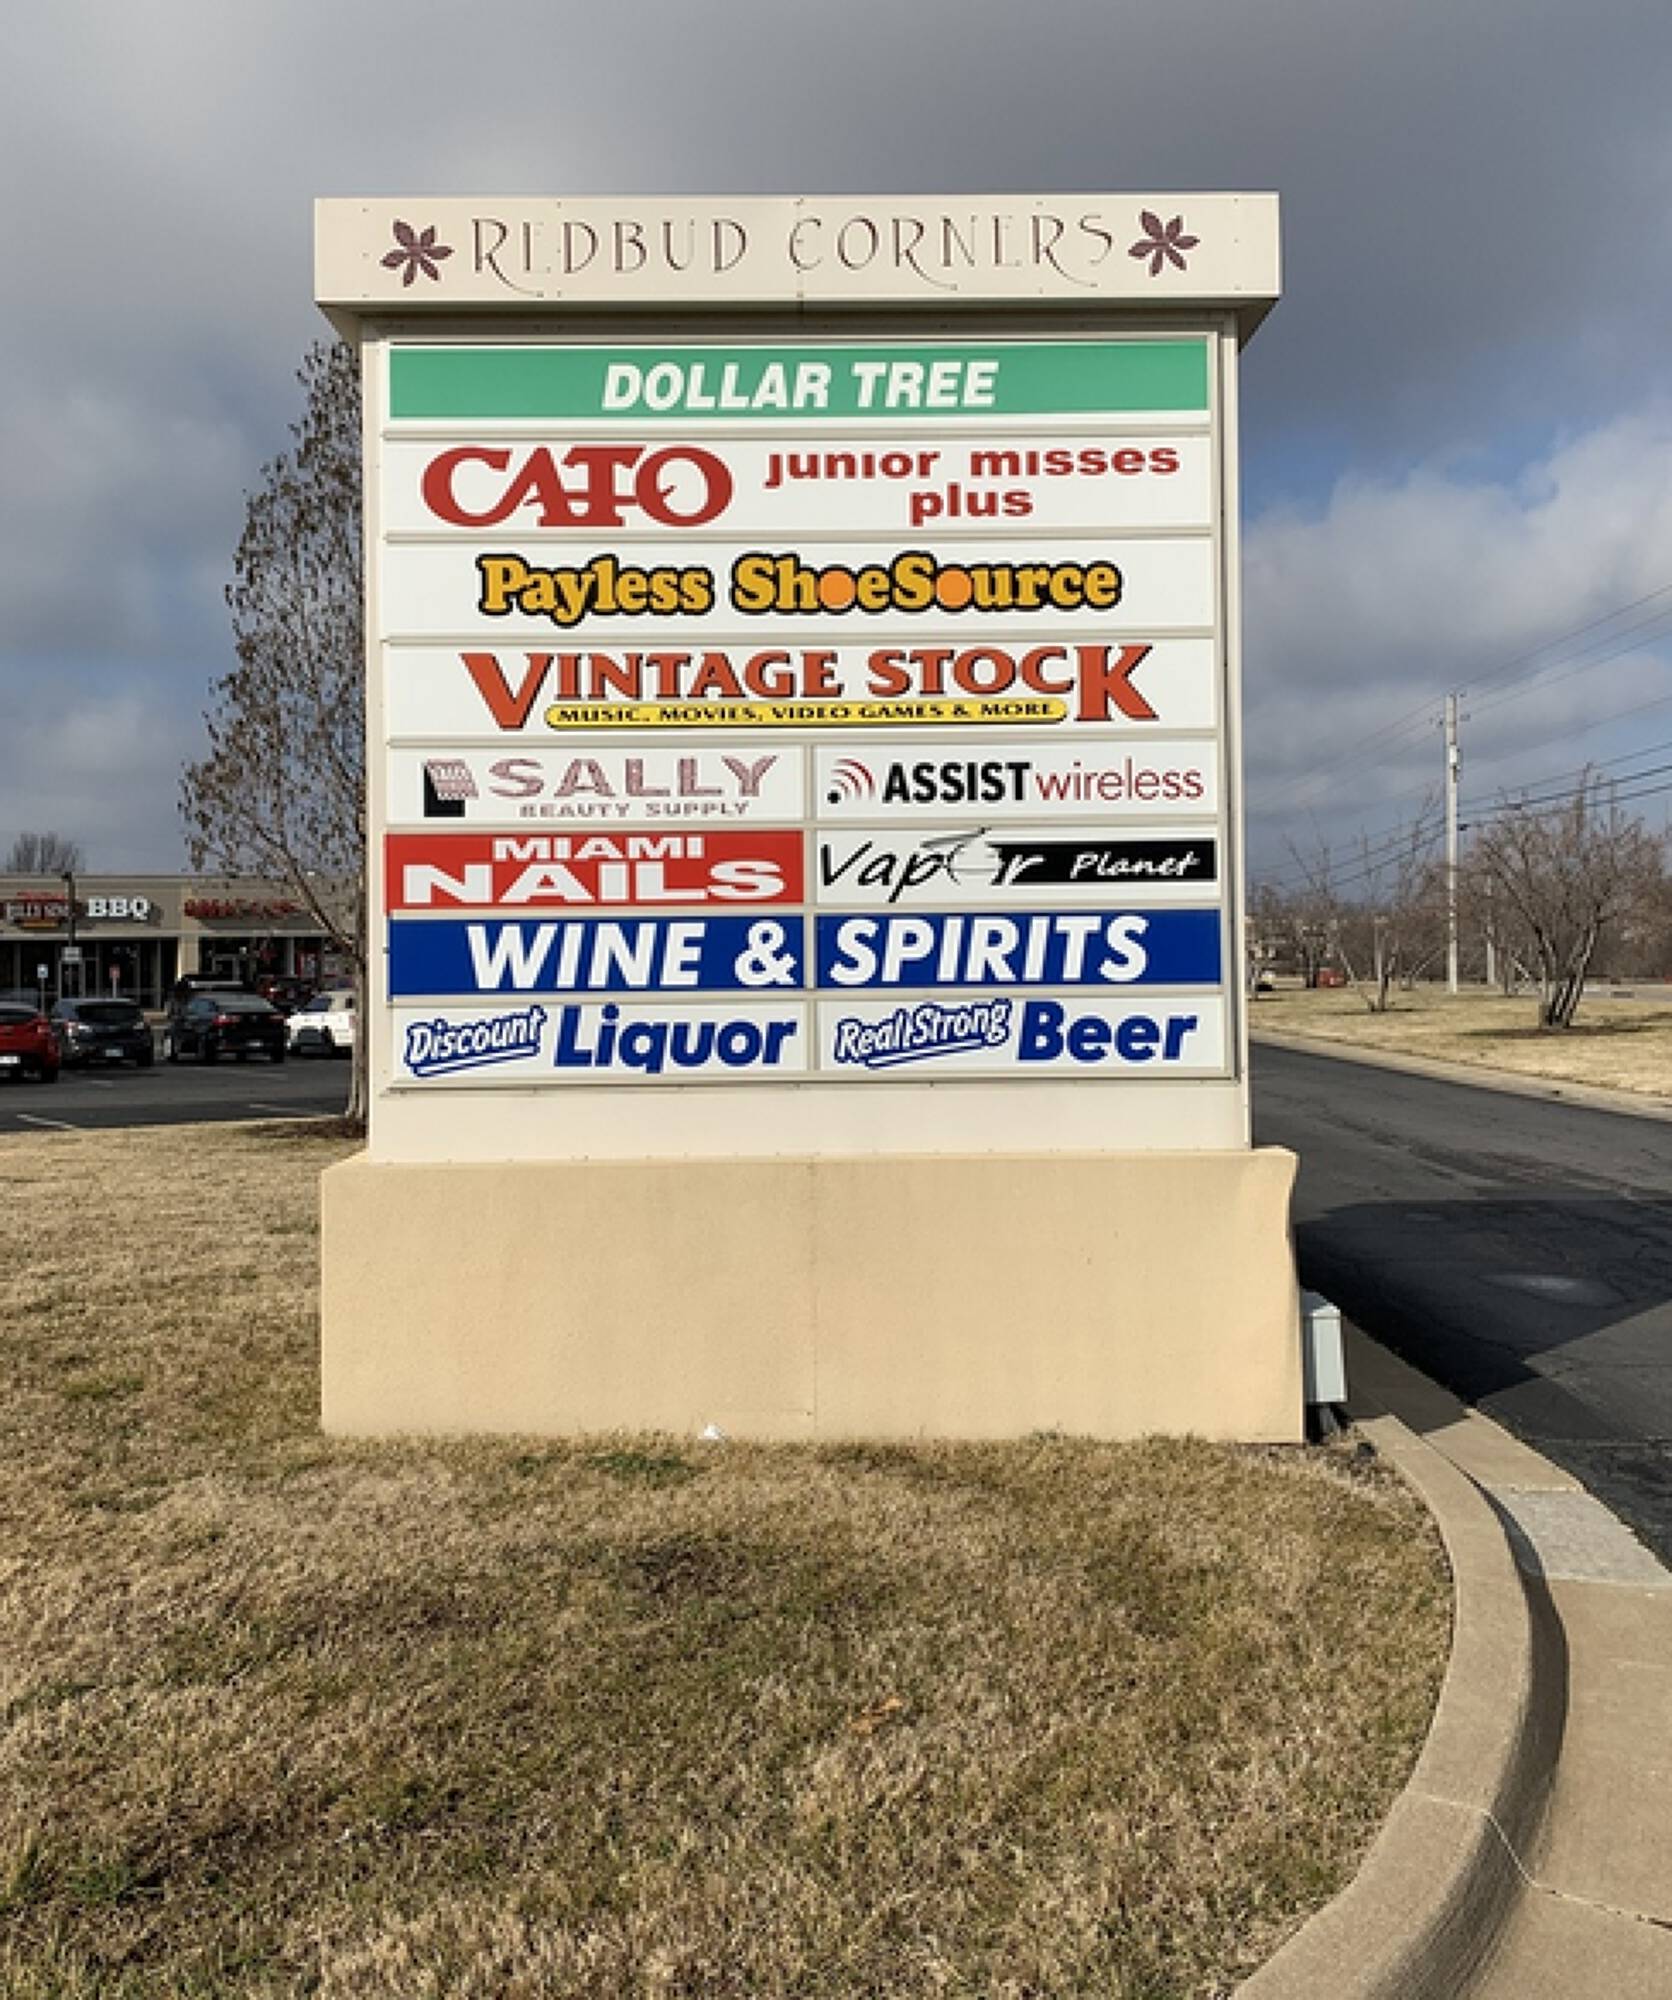 REDBUD CORNERS
DOLLAR TREE
CATO junior misses
plus
Payless ShoeSource
VINTAGE STOCK
MUSIC, MOVIES, VIDEO GAMES & MORE
SALLY
BEAUTY SUPPLY
ASSIST wireless
MIAMI
NAILS
Vapor Planet
WINE & SPIRITS
Discount Liquor
Real Strong Beer
BBQ